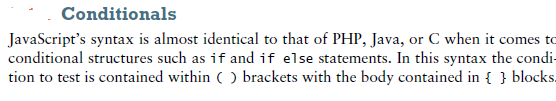 Conditionals
JavaScript's syntax is almost identical to that of PHP, Java, or C when it comes to
conditional structures such as if and if else statements. In this syntax the condi-
tion to test is contained within ( ) brackets with the body contained in { } blocks.